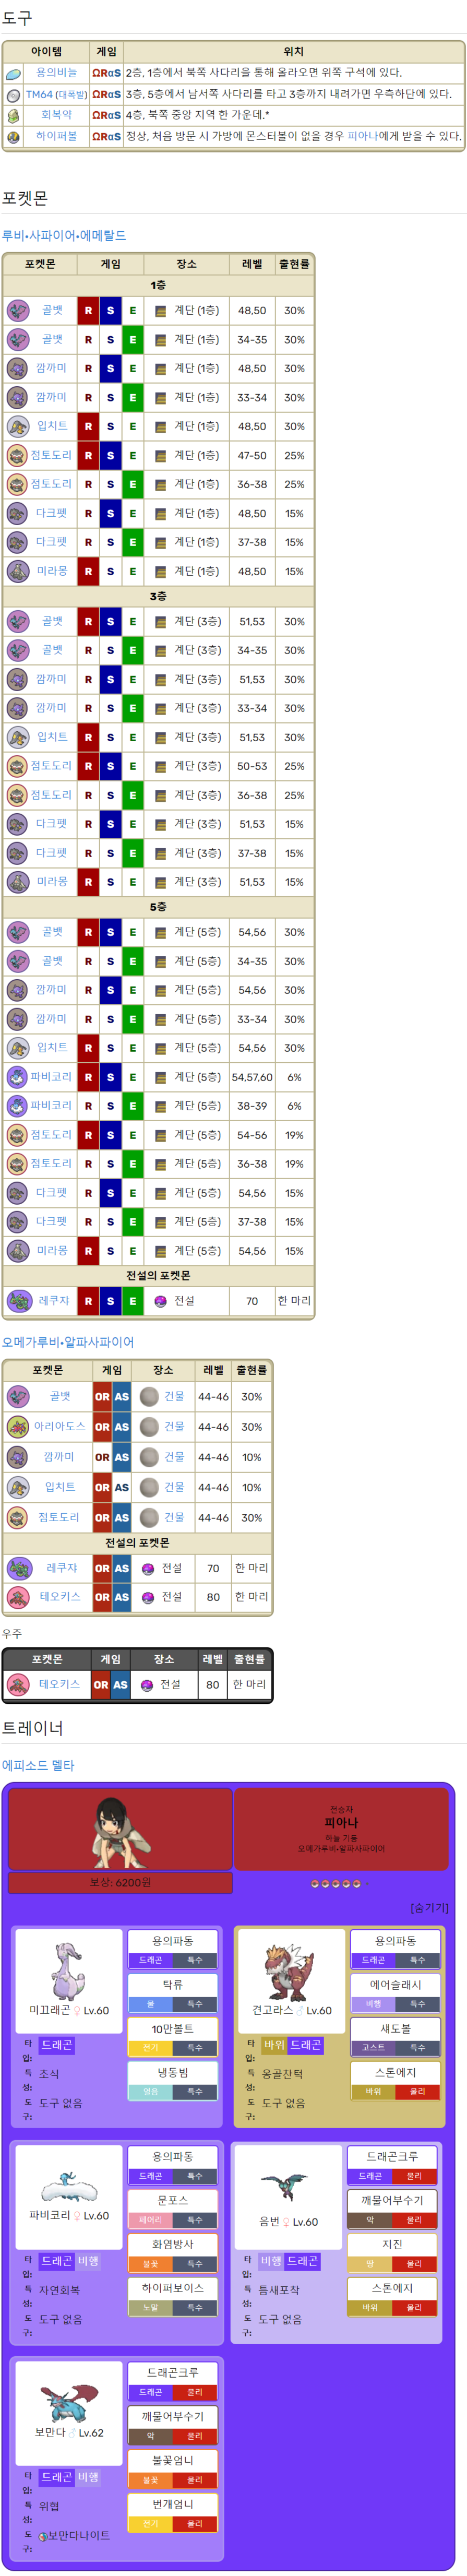 도구
아이템 게임 위치
용의비늘 ΩRαS 2층, 1층에서 북쪽 사다리을 통해 올라오면 위쪽 구석에 있다.
TM64 (대폭발) ΩRαS 3층, 5층에서 남서쪽 사다리를 타고 3층까지 내려가면 우측하단에 있다.
회복약 ΩRαS 4층, 북쪽 중앙 지역 한 가운데.*
하이퍼볼 ΩRαS 정상, 처음 방문 시 가방에 몬스터볼이 없을 경우 피아나에게 받을 수 있다.
포켓몬
루비•사파이어•에메랄드
포켓몬 게임 장소 레벨 출현률
1층
골뱃 R S E 계단 (1층) 48,50 30%
골뱃 R S E 계단 (1층) 34-35 30%
깜까미 R S E 계단 (1층) 48,50 30%
깜까미 R S E 계단 (1층) 33-34 30%
입치트 R S E 계단 (1층) 48,50 30%
점토도리 R S E 계단 (1층) 47-50 25%
점토도리 R S E 계단 (1층) 36-38 25%
다크펫 R S E 계단 (1층) 48,50 15%
다크펫 R S E 계단 (1층) 37-38 15%
미라몽 R S E 계단 (1층) 48,50 15%
3층
골뱃 R S E 계단 (3층) 51,53 30%
골뱃 R S E 계단 (3층) 34-35 30%
깜까미 R S E 계단 (3층) 51,53 30%
깜까미 R S E 계단 (3층) 33-34 30%
입치트 R S E 계단 (3층) 51,53 30%
점토도리 R S E 계단 (3층) 50-53 25%
점토도리 R S E 계단 (3층) 36-38 25%
다크펫 R S E 계단 (3층) 51,53 15%
다크펫 R S E 계단 (3층) 37-38 15%
미라몽 R S E 계단 (3층) 51,53 15%
5층
골뱃 R S E 계단 (5층) 54,56 30%
골뱃 R S E 계단 (5층) 34-35 30%
깜까미 R S E 계단 (5층) 54,56 30%
깜까미 R S E 계단 (5층) 33-34 30%
입치트 R S E 계단 (5층) 54,56 30%
파비코리 R S E 계단 (5층) 54,57,60 6%
파비코리 R S E 계단 (5층) 38-39 6%
점토도리 R S E 계단 (5층) 54-56 19%
점토도리 R S E 계단 (5층) 36-38 19%
다크펫 R S E 계단 (5층) 54,56 15%
다크펫 R S E 계단 (5층) 37-38 15%
미라몽 R S E 계단 (5층) 54,56 15%
전설의 포켓몬
레쿠쟈 R S E 전설 70 한 마리
오메가루비•알파사파이어
포켓몬 게임 장소 레벨 출현률
골뱃 OR AS 건물 44-46 30%
아리아도스 OR AS 건물 44-46 30%
깜까미 OR AS 건물 44-46 10%
입치트 OR AS 건물 44-46 10%
점토도리 OR AS 건물 44-46 30%
전설의 포켓몬
레쿠쟈 OR AS 전설 70 한 마리
테오키스 OR AS 전설 80 한 마리
우주
포켓몬 게임 장소 레벨 출현률
테오키스 OR AS 전설 80 한 마리
트레이너
에피소드 델타
전승자
피아나
하늘 기둥
오메가루비•알파사파이어
보상: 6200원
[숨기기]
미끄래곤 ♀ Lv.60
타입: 드래곤
특성: 초식
도구: 도구 없음
용의파동
드래곤 특수
탁류
물 특수
10만볼트
전기 특수
냉동빔
얼음 특수
견고라스 ♂ Lv.60
타입: 바위 드래곤
특성: 옹골찬턱
도구: 도구 없음
용의파동
드래곤 특수
에어슬래시
비행 특수
섀도볼
고스트 특수
스톤에지
바위 물리
파비코리 ♀ Lv.60
타입: 드래곤 비행
특성: 자연회복
도구: 도구 없음
용의파동
드래곤 특수
문포스
페어리 특수
화염방사
불꽃 특수
하이퍼보이스
노말 특수
음번 ♀ Lv.60
타입: 비행 드래곤
특성: 틈새포착
도구: 도구 없음
드래곤크루
드래곤 물리
깨물어부수기
악 물리
지진
땅 물리
스톤에지
바위 물리
보만다 ♂ Lv.62
타입: 드래곤 비행
특성: 위협
도구: 보만다나이트
드래곤크루
드래곤 물리
깨물어부수기
악 물리
불꽃엄니
불꽃 물리
번개엄니
전기 물리